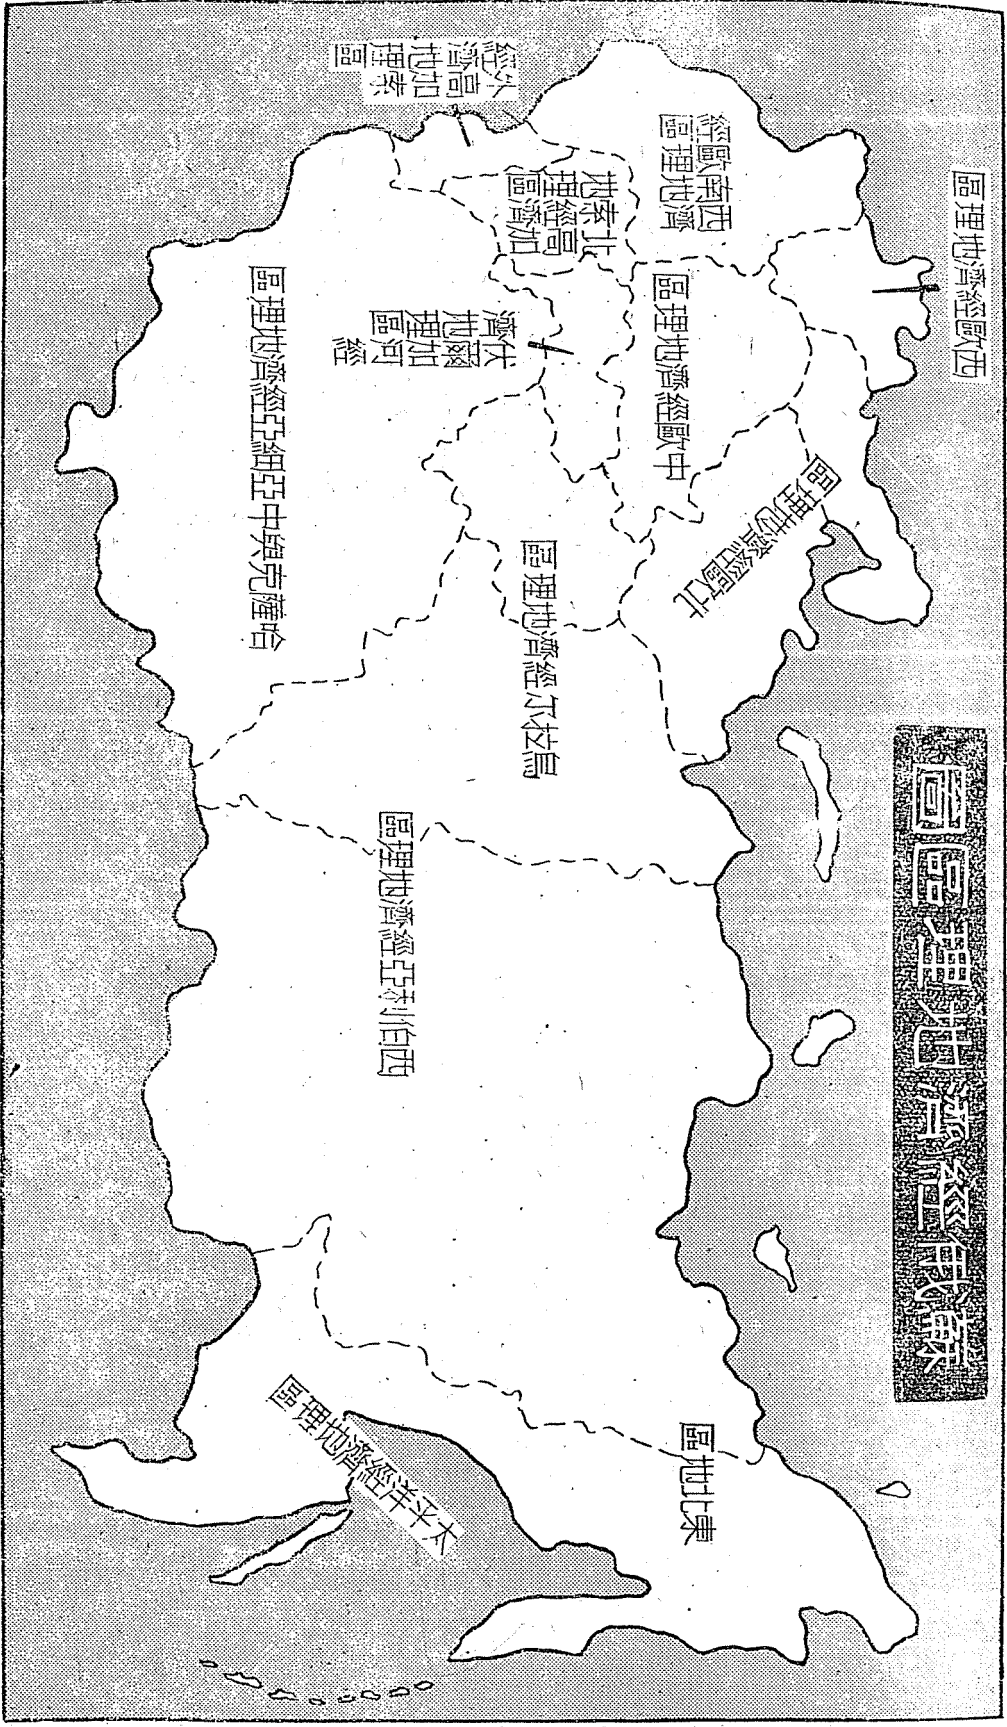 蘇俄經濟地理區圖
西歐經濟地理區
西南歐經
濟地理區
北歐經濟地理區
中歐經濟地理區
北高加
索經濟
地理區
外高加索
經濟地理區
伏爾加河經
濟地理區
烏拉尔經濟地理區
哈薩克與中亞細亞經濟地理區
西伯利亞經濟地理區
東北地區
太平洋經濟地理區